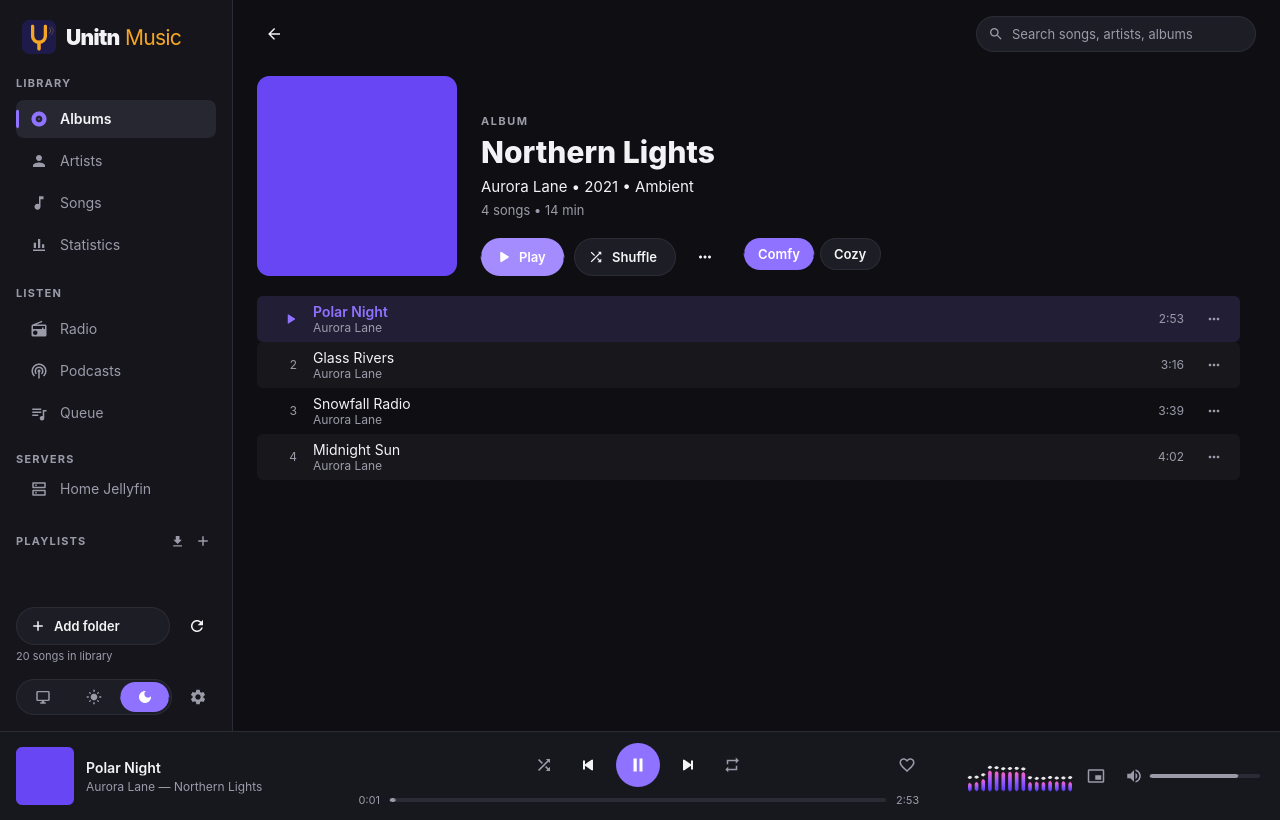 Unitn Music
LIBRARY
Albums
Artists
Songs
Statistics
LISTEN
Radio
Podcasts
Queue
SERVERS
Home Jellyfin
PLAYLISTS
Add folder
20 songs in library
Search songs, artists, albums
ALBUM
Northern Lights
Aurora Lane • 2021 • Ambient
4 songs • 14 min
Play
Shuffle
Comfy
Cozy
Polar Night
Aurora Lane
2:53
2
Glass Rivers
Aurora Lane
3:16
3
Snowfall Radio
Aurora Lane
3:39
4
Midnight Sun
Aurora Lane
4:02
Polar Night
Aurora Lane — Northern Lights
0:01
2:53